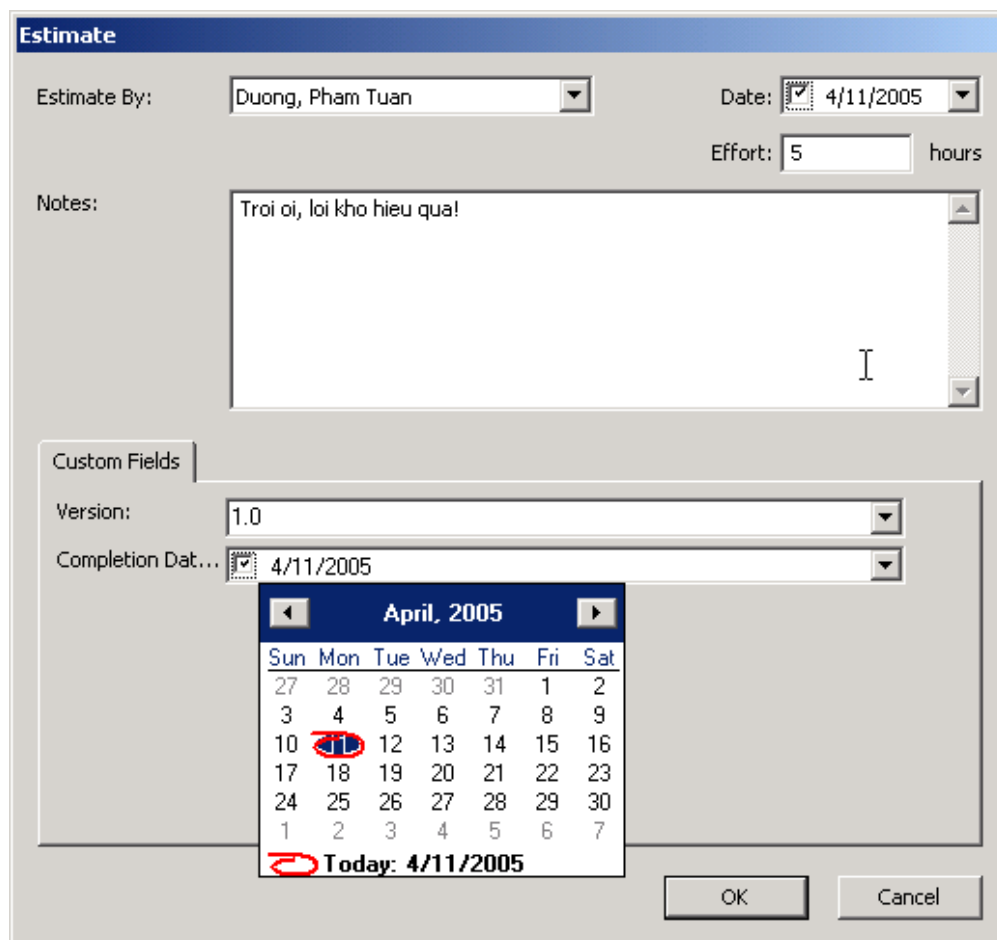 Estimate
Estimate By: Duong, Pham Tuan Date: 4/11/2005
Effort: 5 hours
Notes: Troi oi, loi kho hieu qua!
Custom Fields
Version: 1.0
Completion Dat... 4/11/2005
April, 2005
Sun Mon Tue Wed Thu Fri Sat
27 28 29 30 31 1 2
3 4 5 6 7 8 9
10 11 12 13 14 15 16
17 18 19 20 21 22 23
24 25 26 27 28 29 30
1 2 3 4 5 6 7
Today: 4/11/2005
OK Cancel